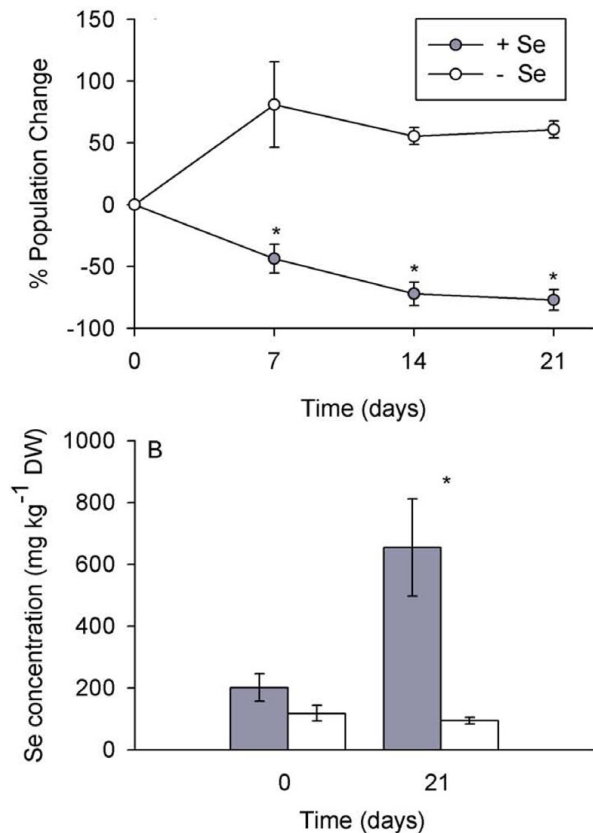 150
100
50
0
-50
-100
% Population Change
+ Se
- Se
*
*
*
0 7 14 21
Time (days)
B
1000
800
600
400
200
0
Se concentration (mg kg⁻¹ DW)
*
0 21
Time (days)